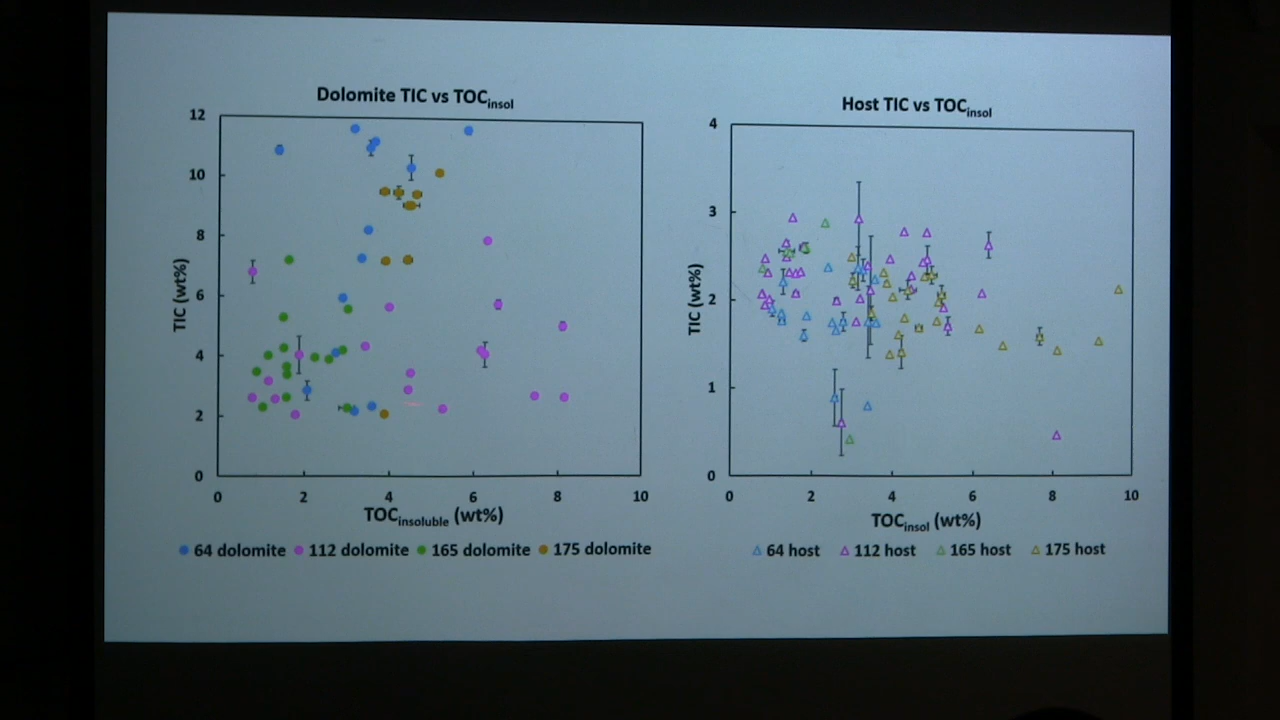 Dolomite TIC vs TOCinsol
12
10
8
6
4
2
0
TIC (wt%)
0 2 4 6 8 10
TOCinsoluble (wt%)
64 dolomite 112 dolomite 165 dolomite 175 dolomite
Host TIC vs TOCinsol
4
3
2
1
0
TIC (wt%)
0 2 4 6 8 10
TOCinsol (wt%)
64 host 112 host 165 host 175 host